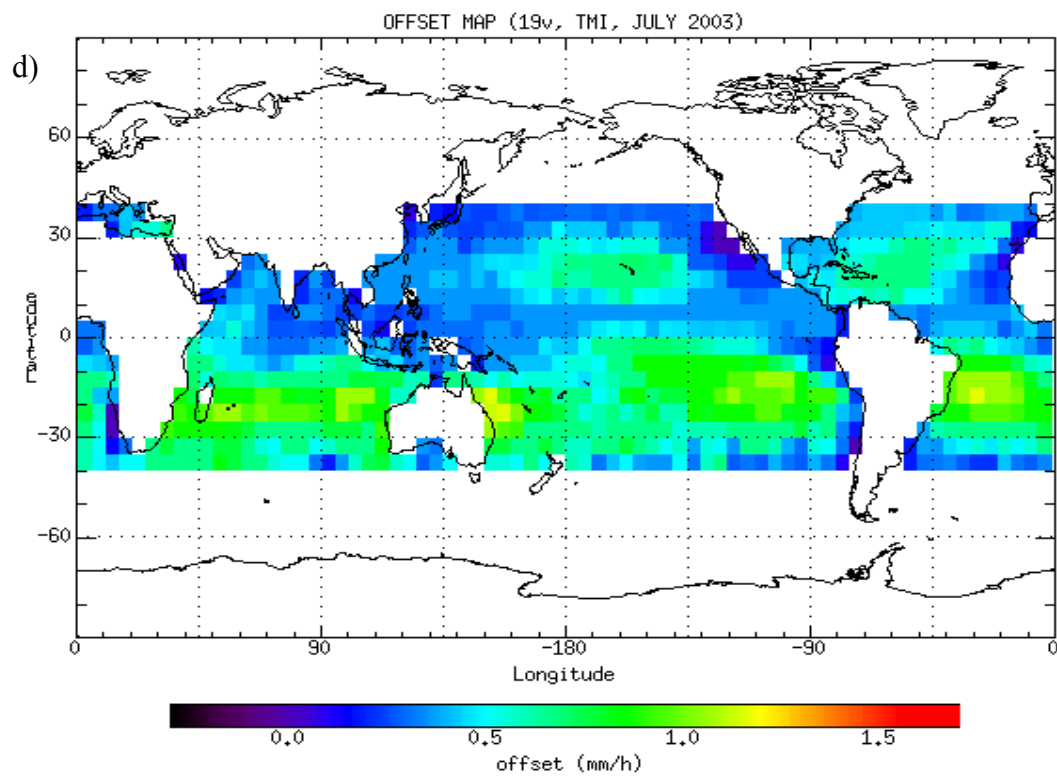 OFFSET MAP (19v, TMI, JULY 2003)
d)
60
30
0
-30
-60
Latitude
0 90 -180 -90 0
Longitude
0.0 0.5 1.0 1.5
offset (mm/h)